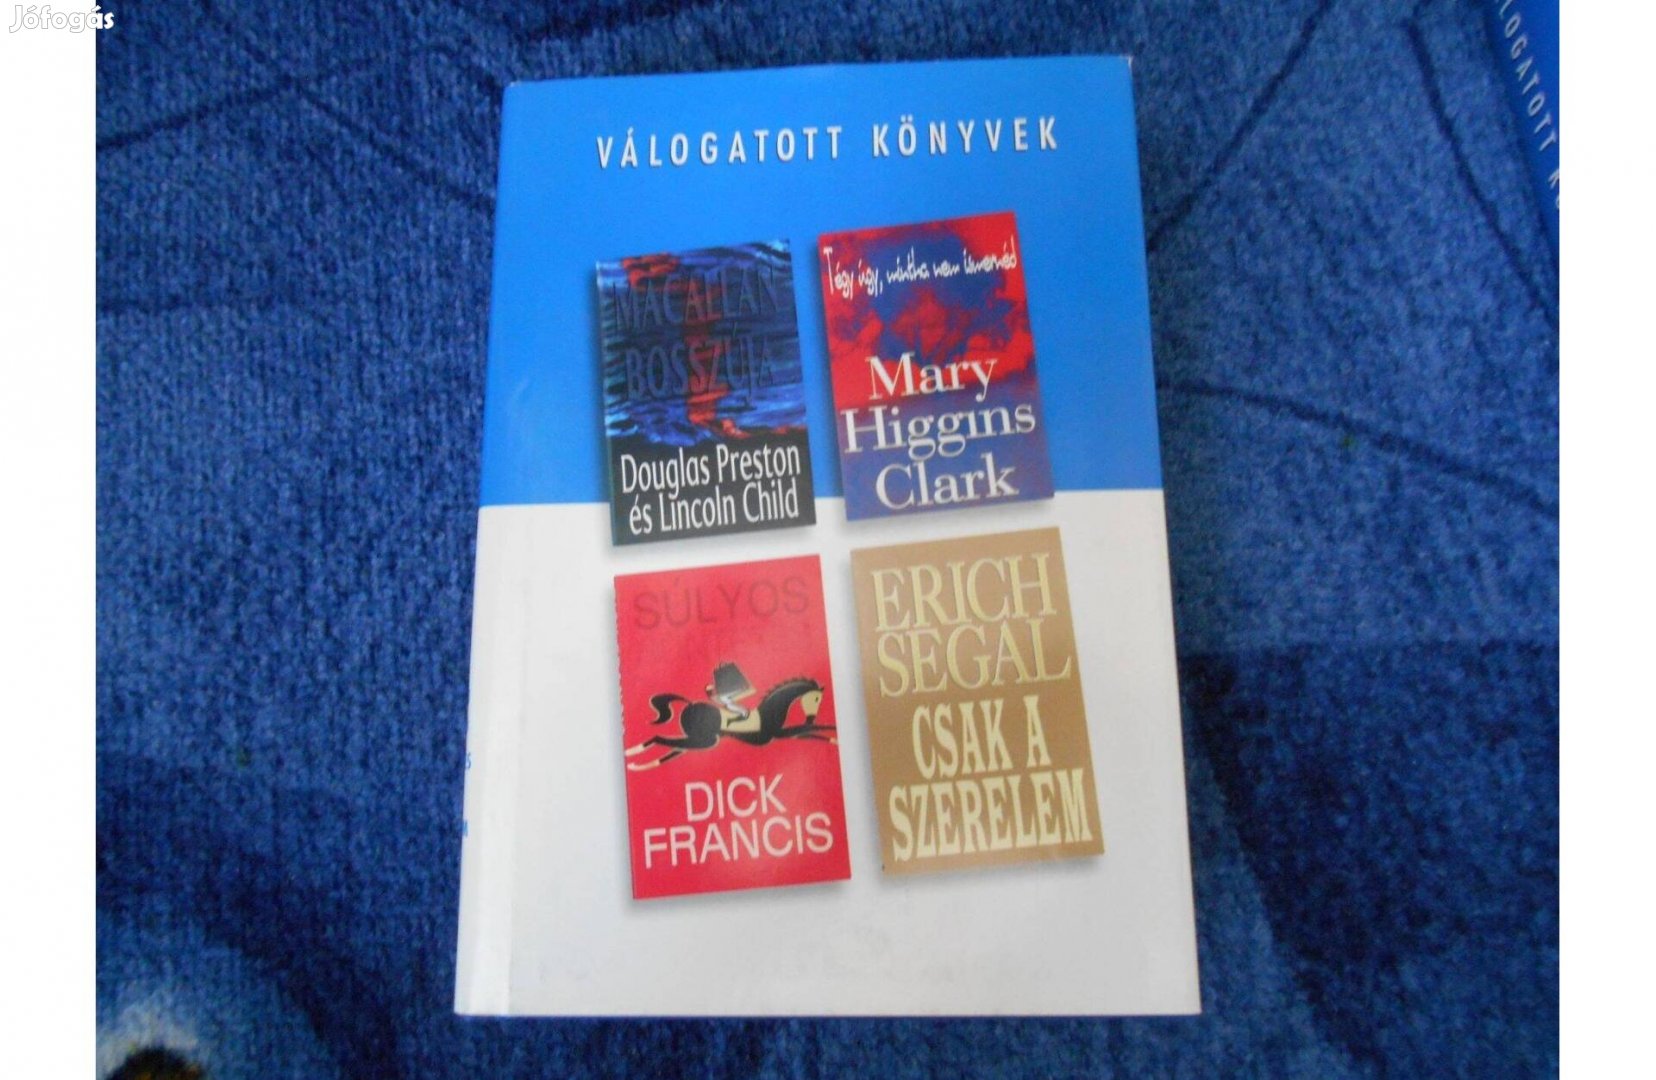 Jófogás
VÁLOGATOTT KÖNYVEK
MACALLAN
BOSSZÚJA
Douglas Preston
és Lincoln Child
Tégy úgy, mintha nem ismernéd
Mary
Higgins
Clark
SÚLYOS
DICK
FRANCIS
ERICH
SEGAL
CSAK A
SZERELEM
LOGATOTT K